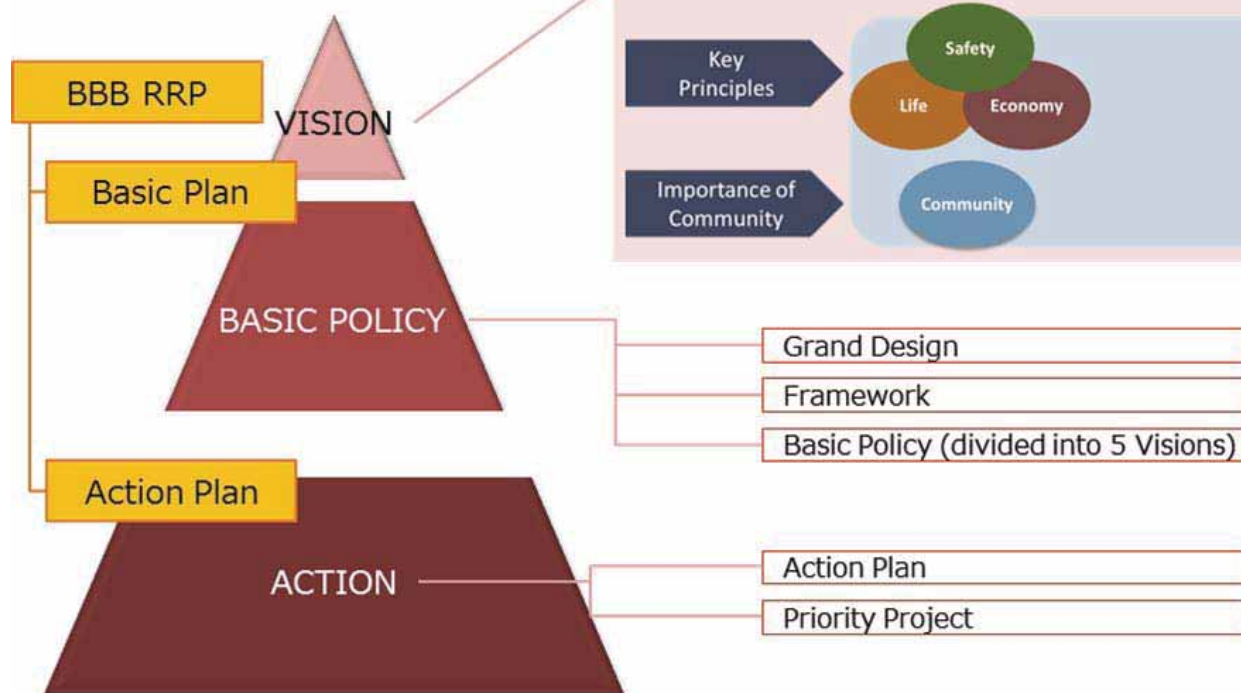 BBB RRP
Basic Plan
Action Plan
VISION
BASIC POLICY
ACTION
Key
Principles
Safety
Life
Economy
Importance of
Community
Community
Grand Design
Framework
Basic Policy (divided into 5 Visions)
Action Plan
Priority Project